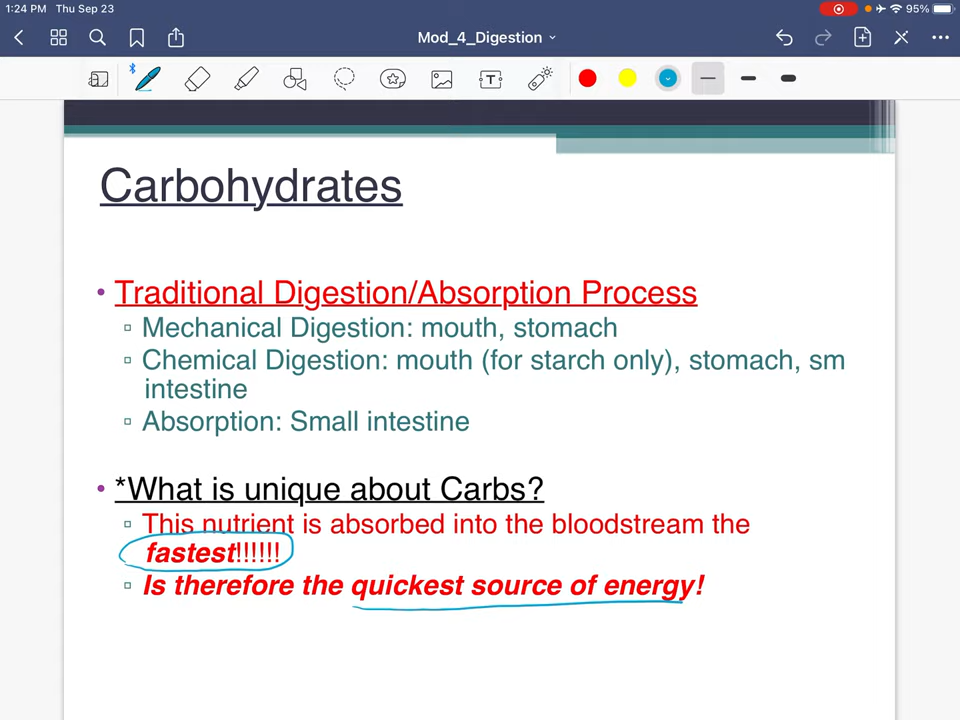 1:24 PM Thu Sep 23
95%
Mod_4_Digestion
T
Carbohydrates
• Traditional Digestion/Absorption Process
▫ Mechanical Digestion: mouth, stomach
▫ Chemical Digestion: mouth (for starch only), stomach, sm
intestine
▫ Absorption: Small intestine
• *What is unique about Carbs?
▫ This nutrient is absorbed into the bloodstream the
fastest!!!!!!
▫ Is therefore the quickest source of energy!